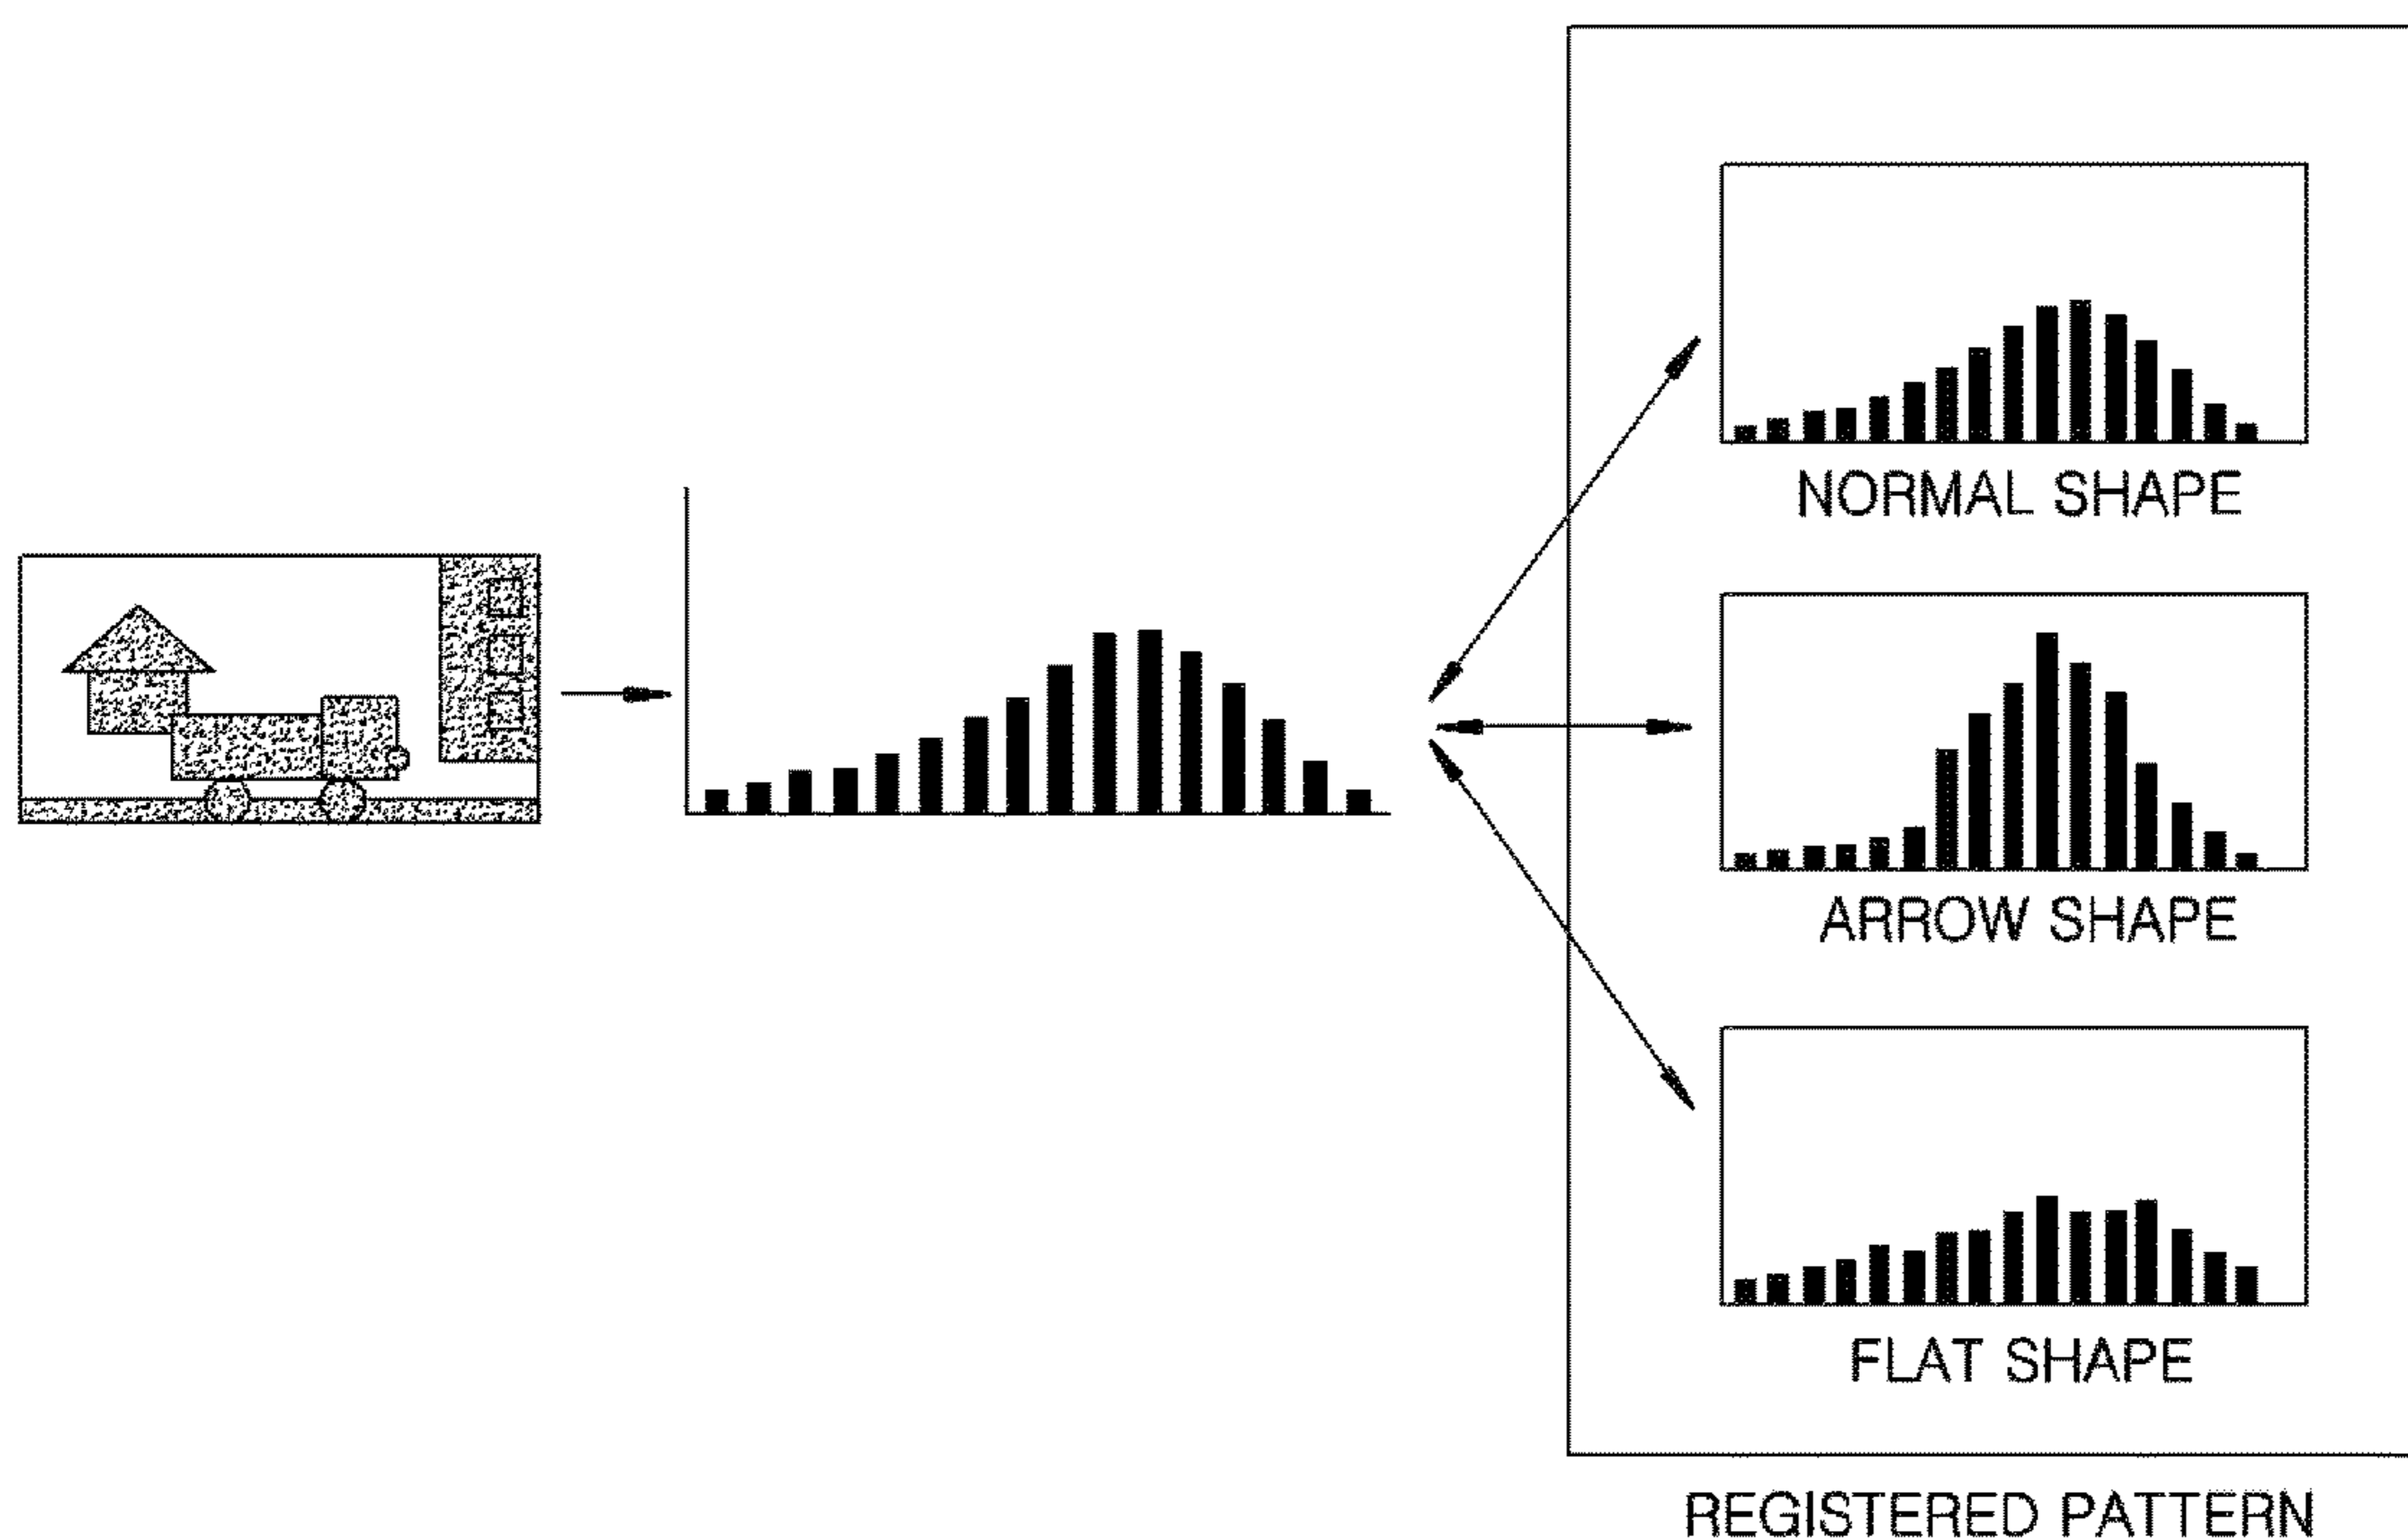 NORMAL SHAPE
ARROW SHAPE
FLAT SHAPE
REGISTERED PATTERN